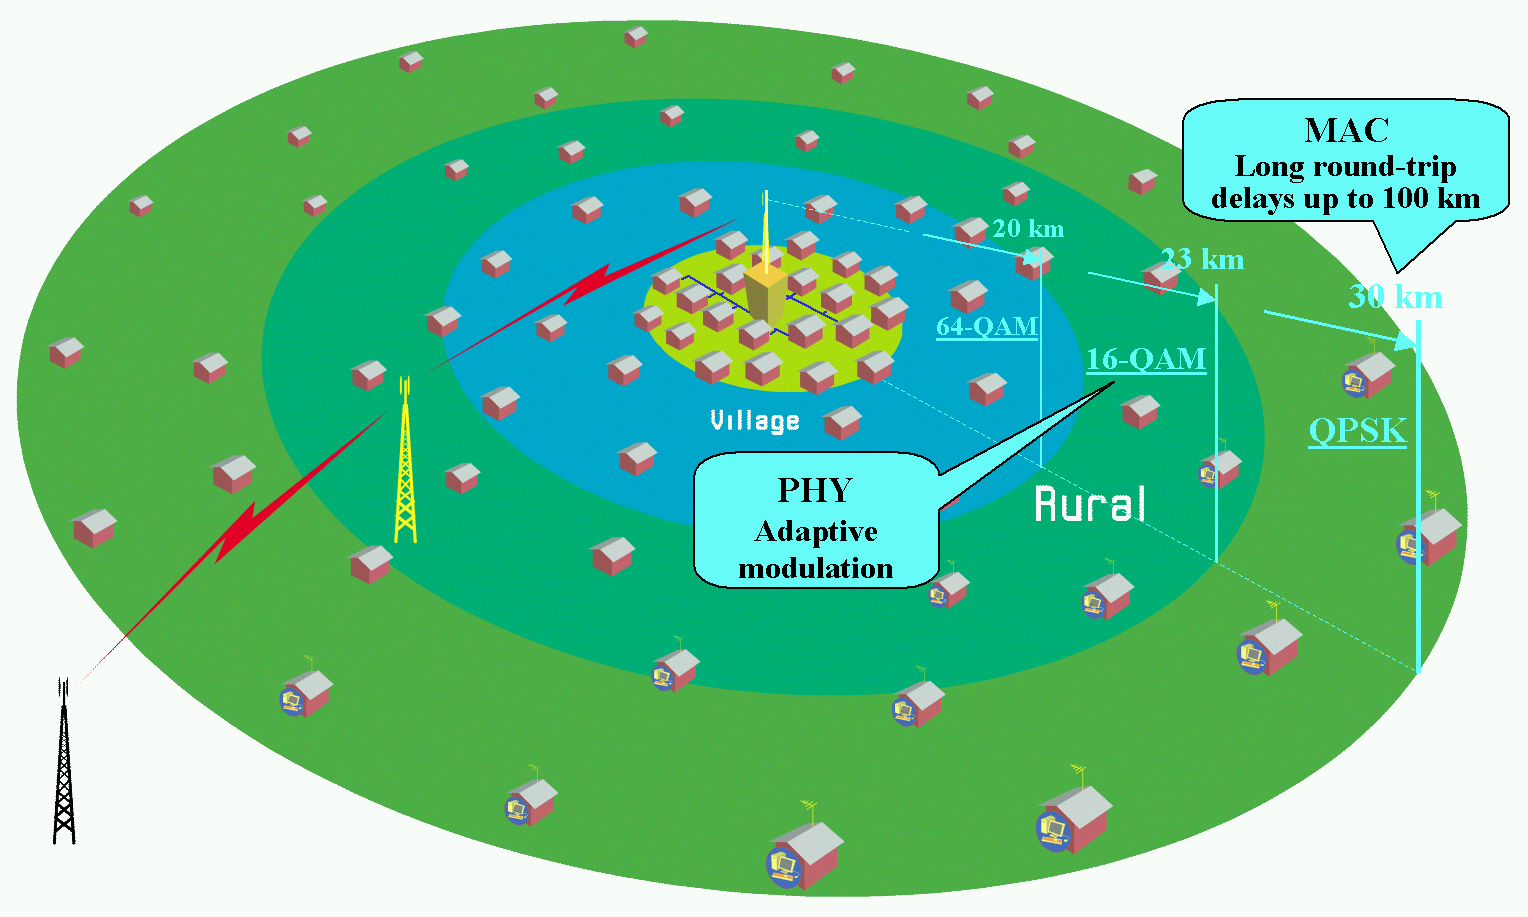 MAC
Long round-trip
delays up to 100 km
20 km
23 km
30 km
64-QAM
16-QAM
QPSK
Village
PHY
Adaptive
modulation
Rural